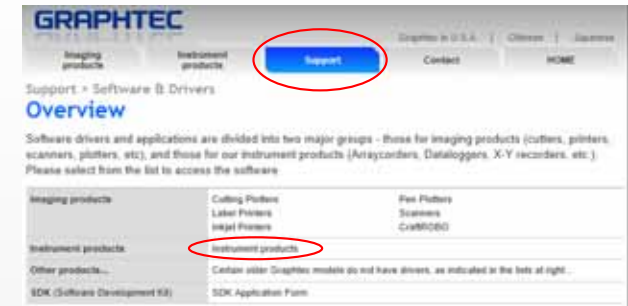 GRAPHTEC
Graphtec in U.S.A. | Chinese | Japanese
Imaging products
Instrument products
Support
Contact
HOME
Support > Software & Drivers
Overview
Software drivers and applications are divided into two major groups - those for imaging products (cutters, printers,
scanners, plotters, etc), and those for our instrument products (Arraycorders, Dataloggers, X-Y recorders, etc.).
Please select from the list to access the software
Imaging products
Cutting Plotters
Pen Plotters
Label Printers
Scanners
Inkjet Printers
CraftROBO
Instrument products
Instrument products
Other products...
Certain older Graphtec models do not have drivers, as indicated in the lists at right...
SDK (Software Development Kit)
SDK Application Form